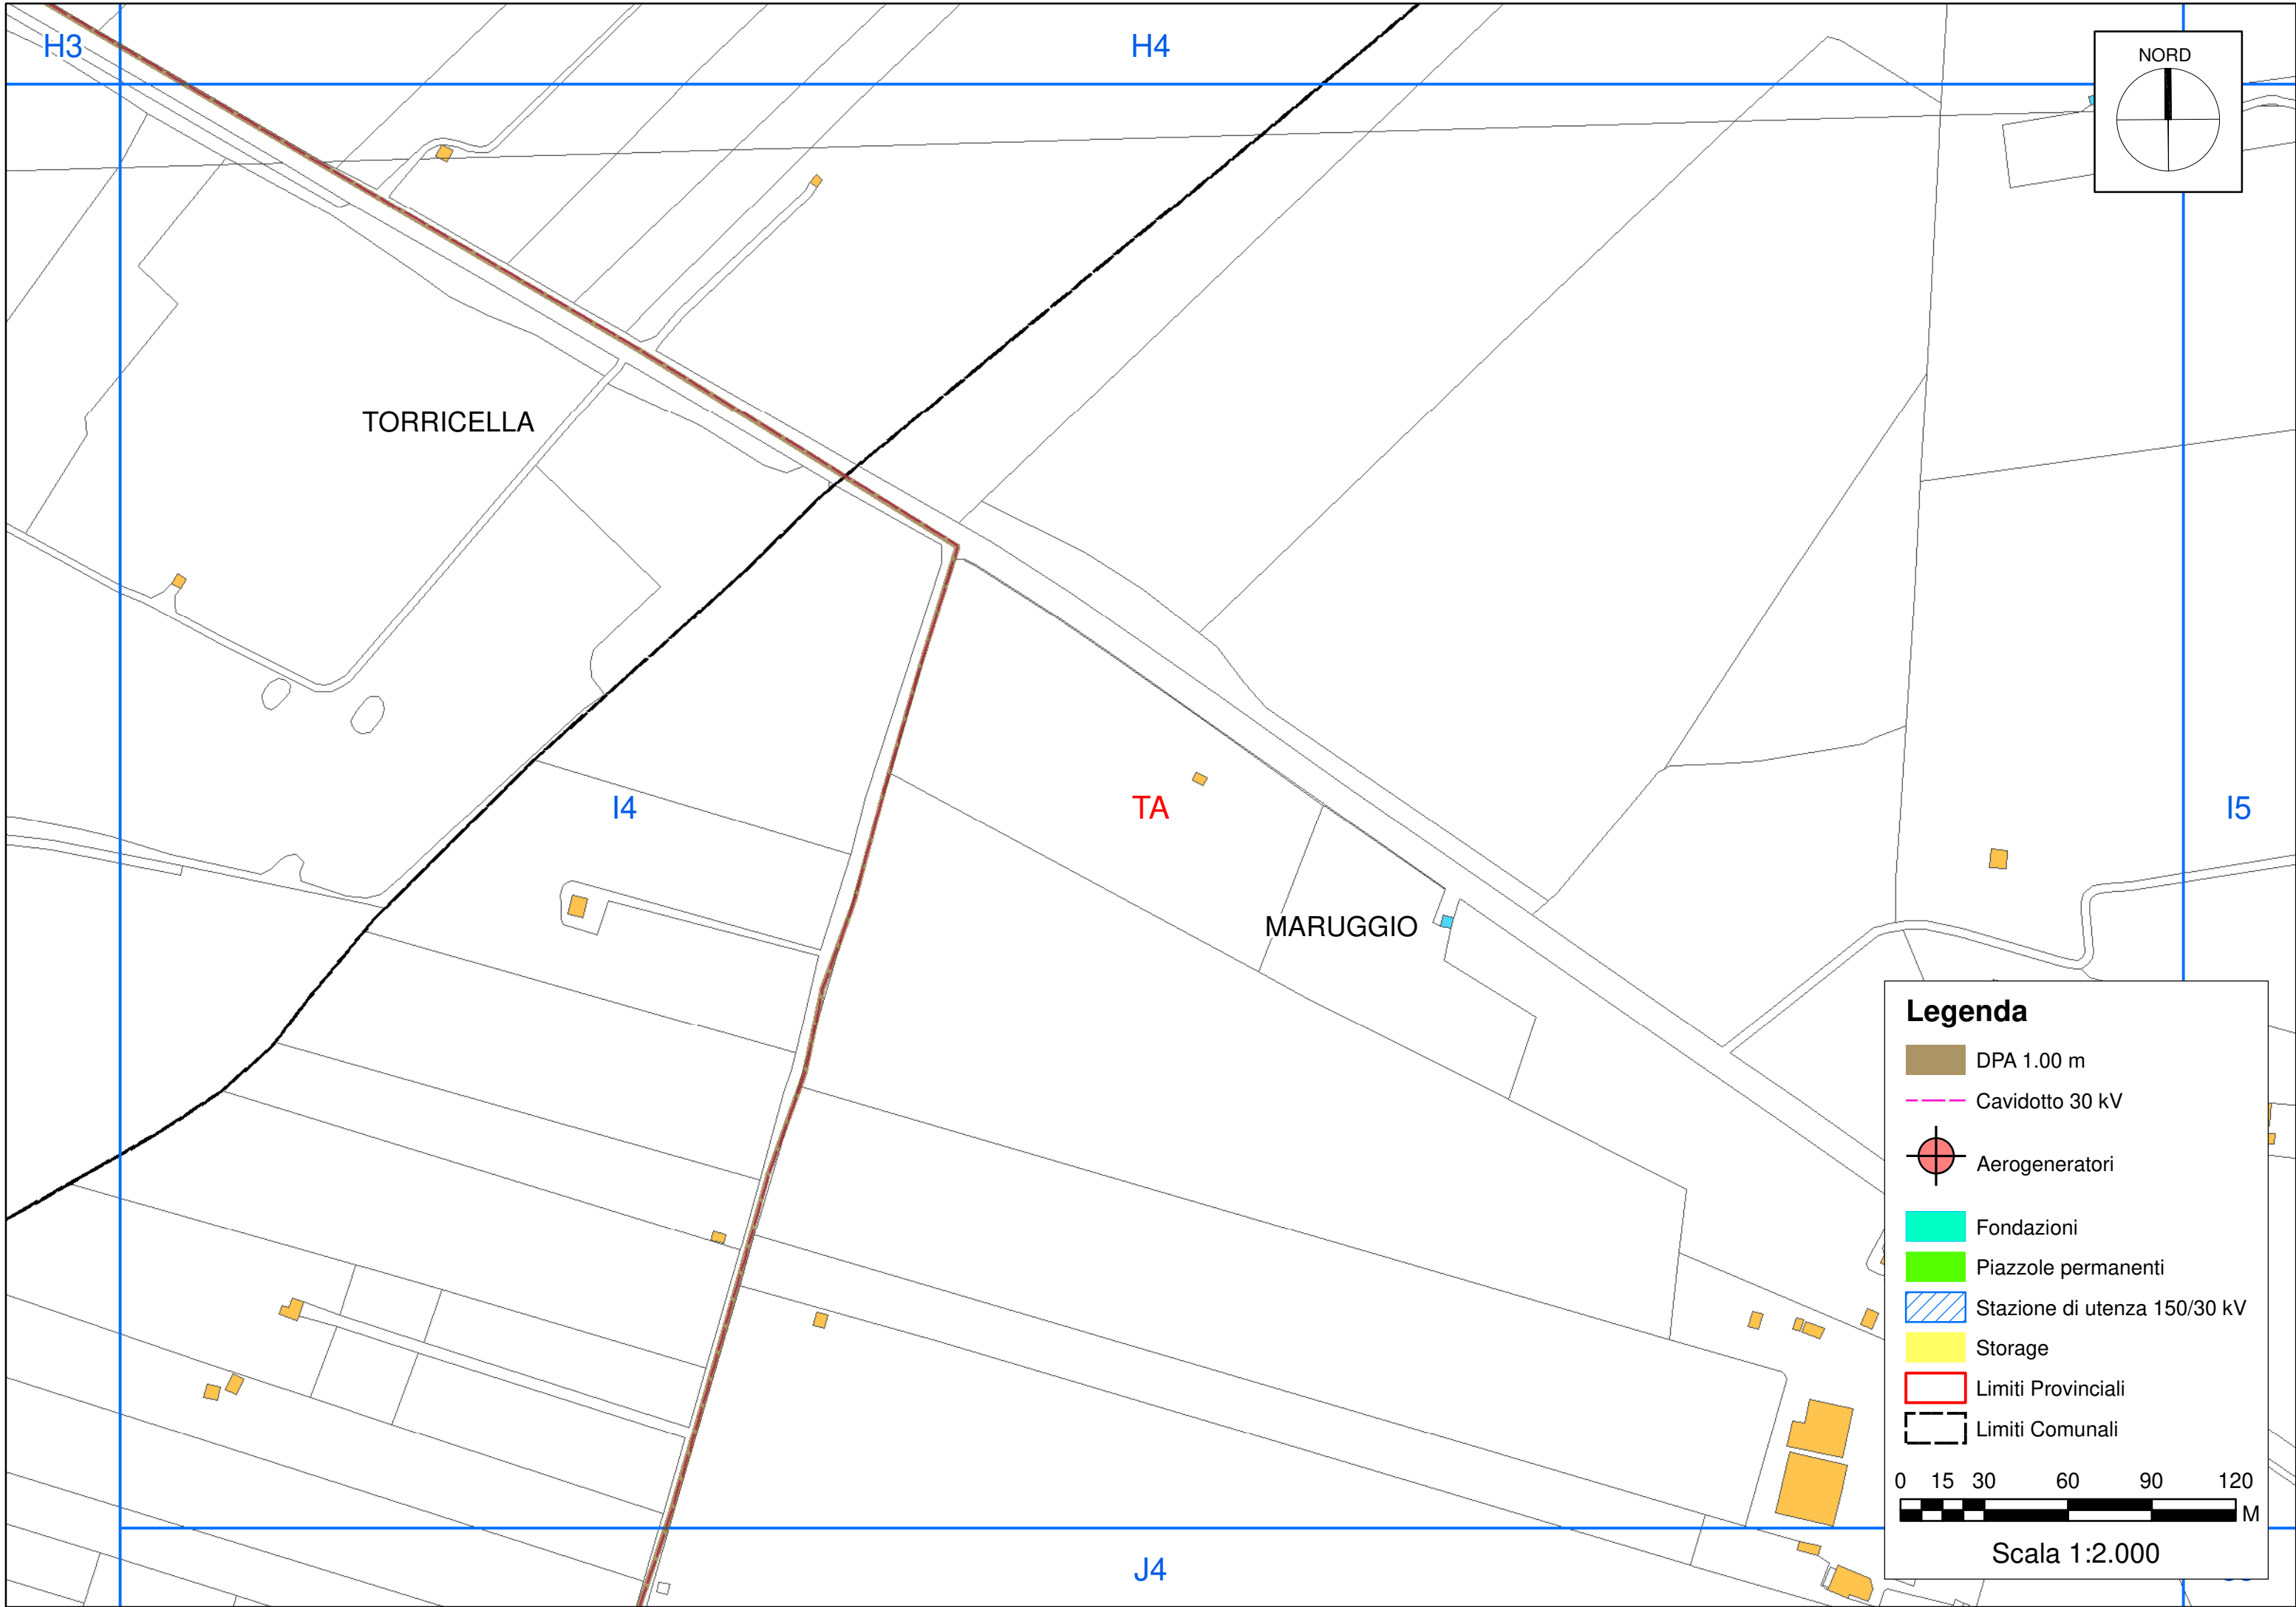 H3
H4
NORD
TORRICELLA
I4
TA
I5
MARUGGIO
Legenda
DPA 1.00 m
Cavidotto 30 kV
Aerogeneratori
Fondazioni
Piazzole permanenti
Stazione di utenza 150/30 kV
Storage
Limiti Provinciali
Limiti Comunali
0 15 30 60 90 120
M
Scala 1:2.000
J4